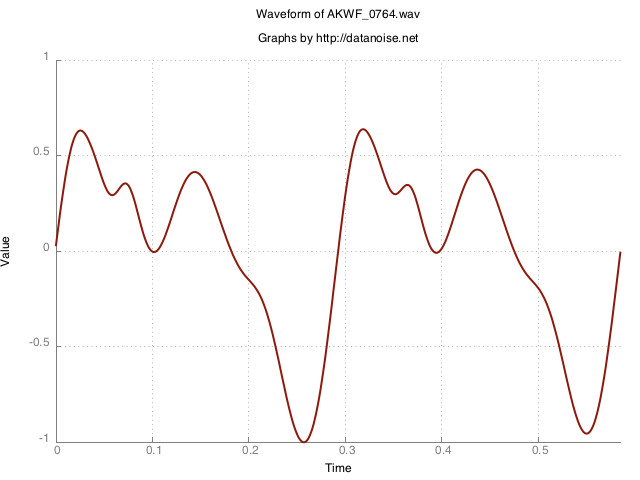 Waveform of AKWF_0764.wav
Graphs by http://datanoise.net
1
0.5
0
-0.5
-1
Value
0 0.1 0.2 0.3 0.4 0.5
Time